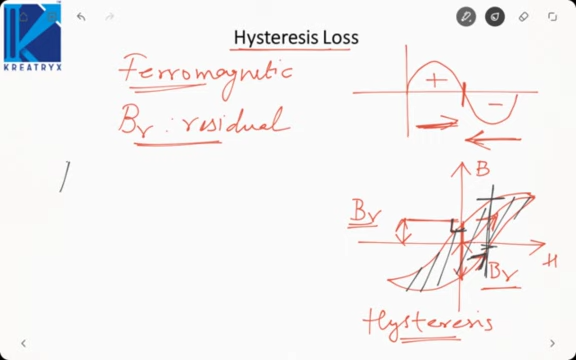 KREATRYX
Hysteresis Loss
Ferromagnetic
Br : residual
+
−
B
Br
H
Br
Hysteresis